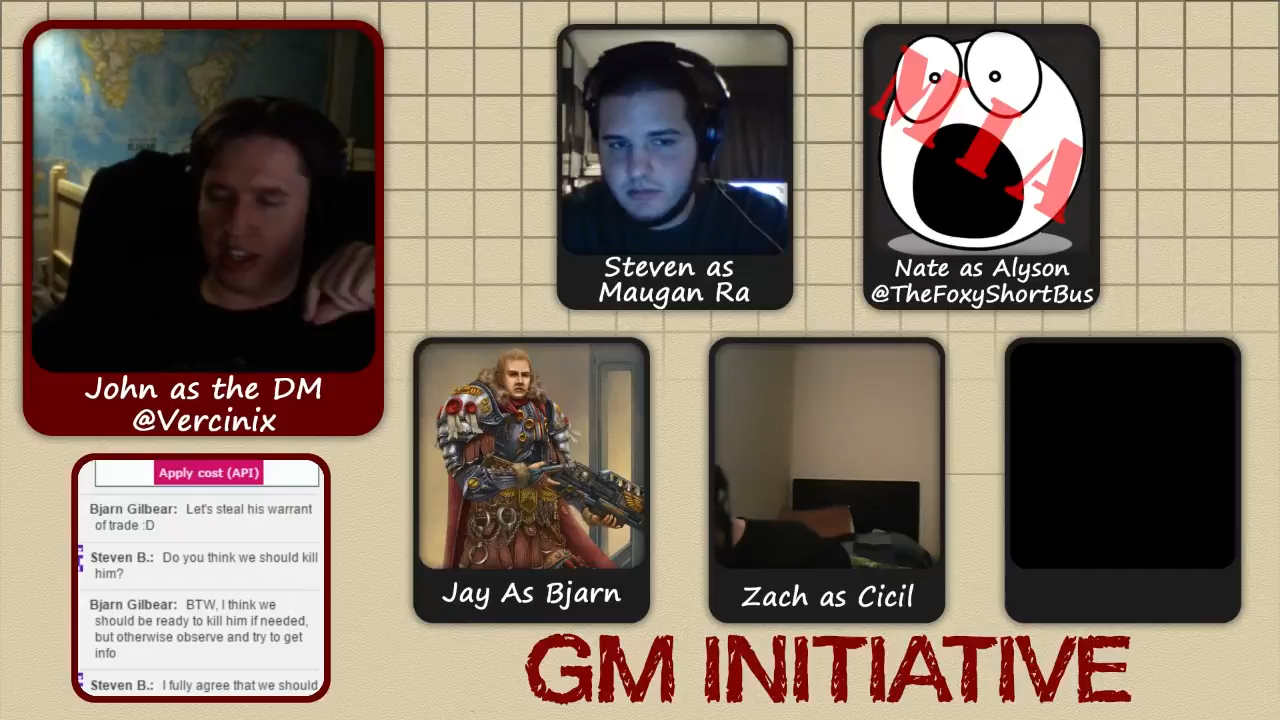 John as the DM
@Vercinix
Steven as
Maugan Ra
MIA
Nate as Alyson
@TheFoxyShortBus
Jay As Bjarn
Zach as Cicil
Apply cost (API)
Bjarn Gilbear: Let's steal his warrant
of trade :D
Steven B.: Do you think we should kill
him?
Bjarn Gilbear: BTW, I think we
should be ready to kill him if needed,
but otherwise observe and try to get
info
Steven B.: I fully agree that we should
GM INITIATIVE